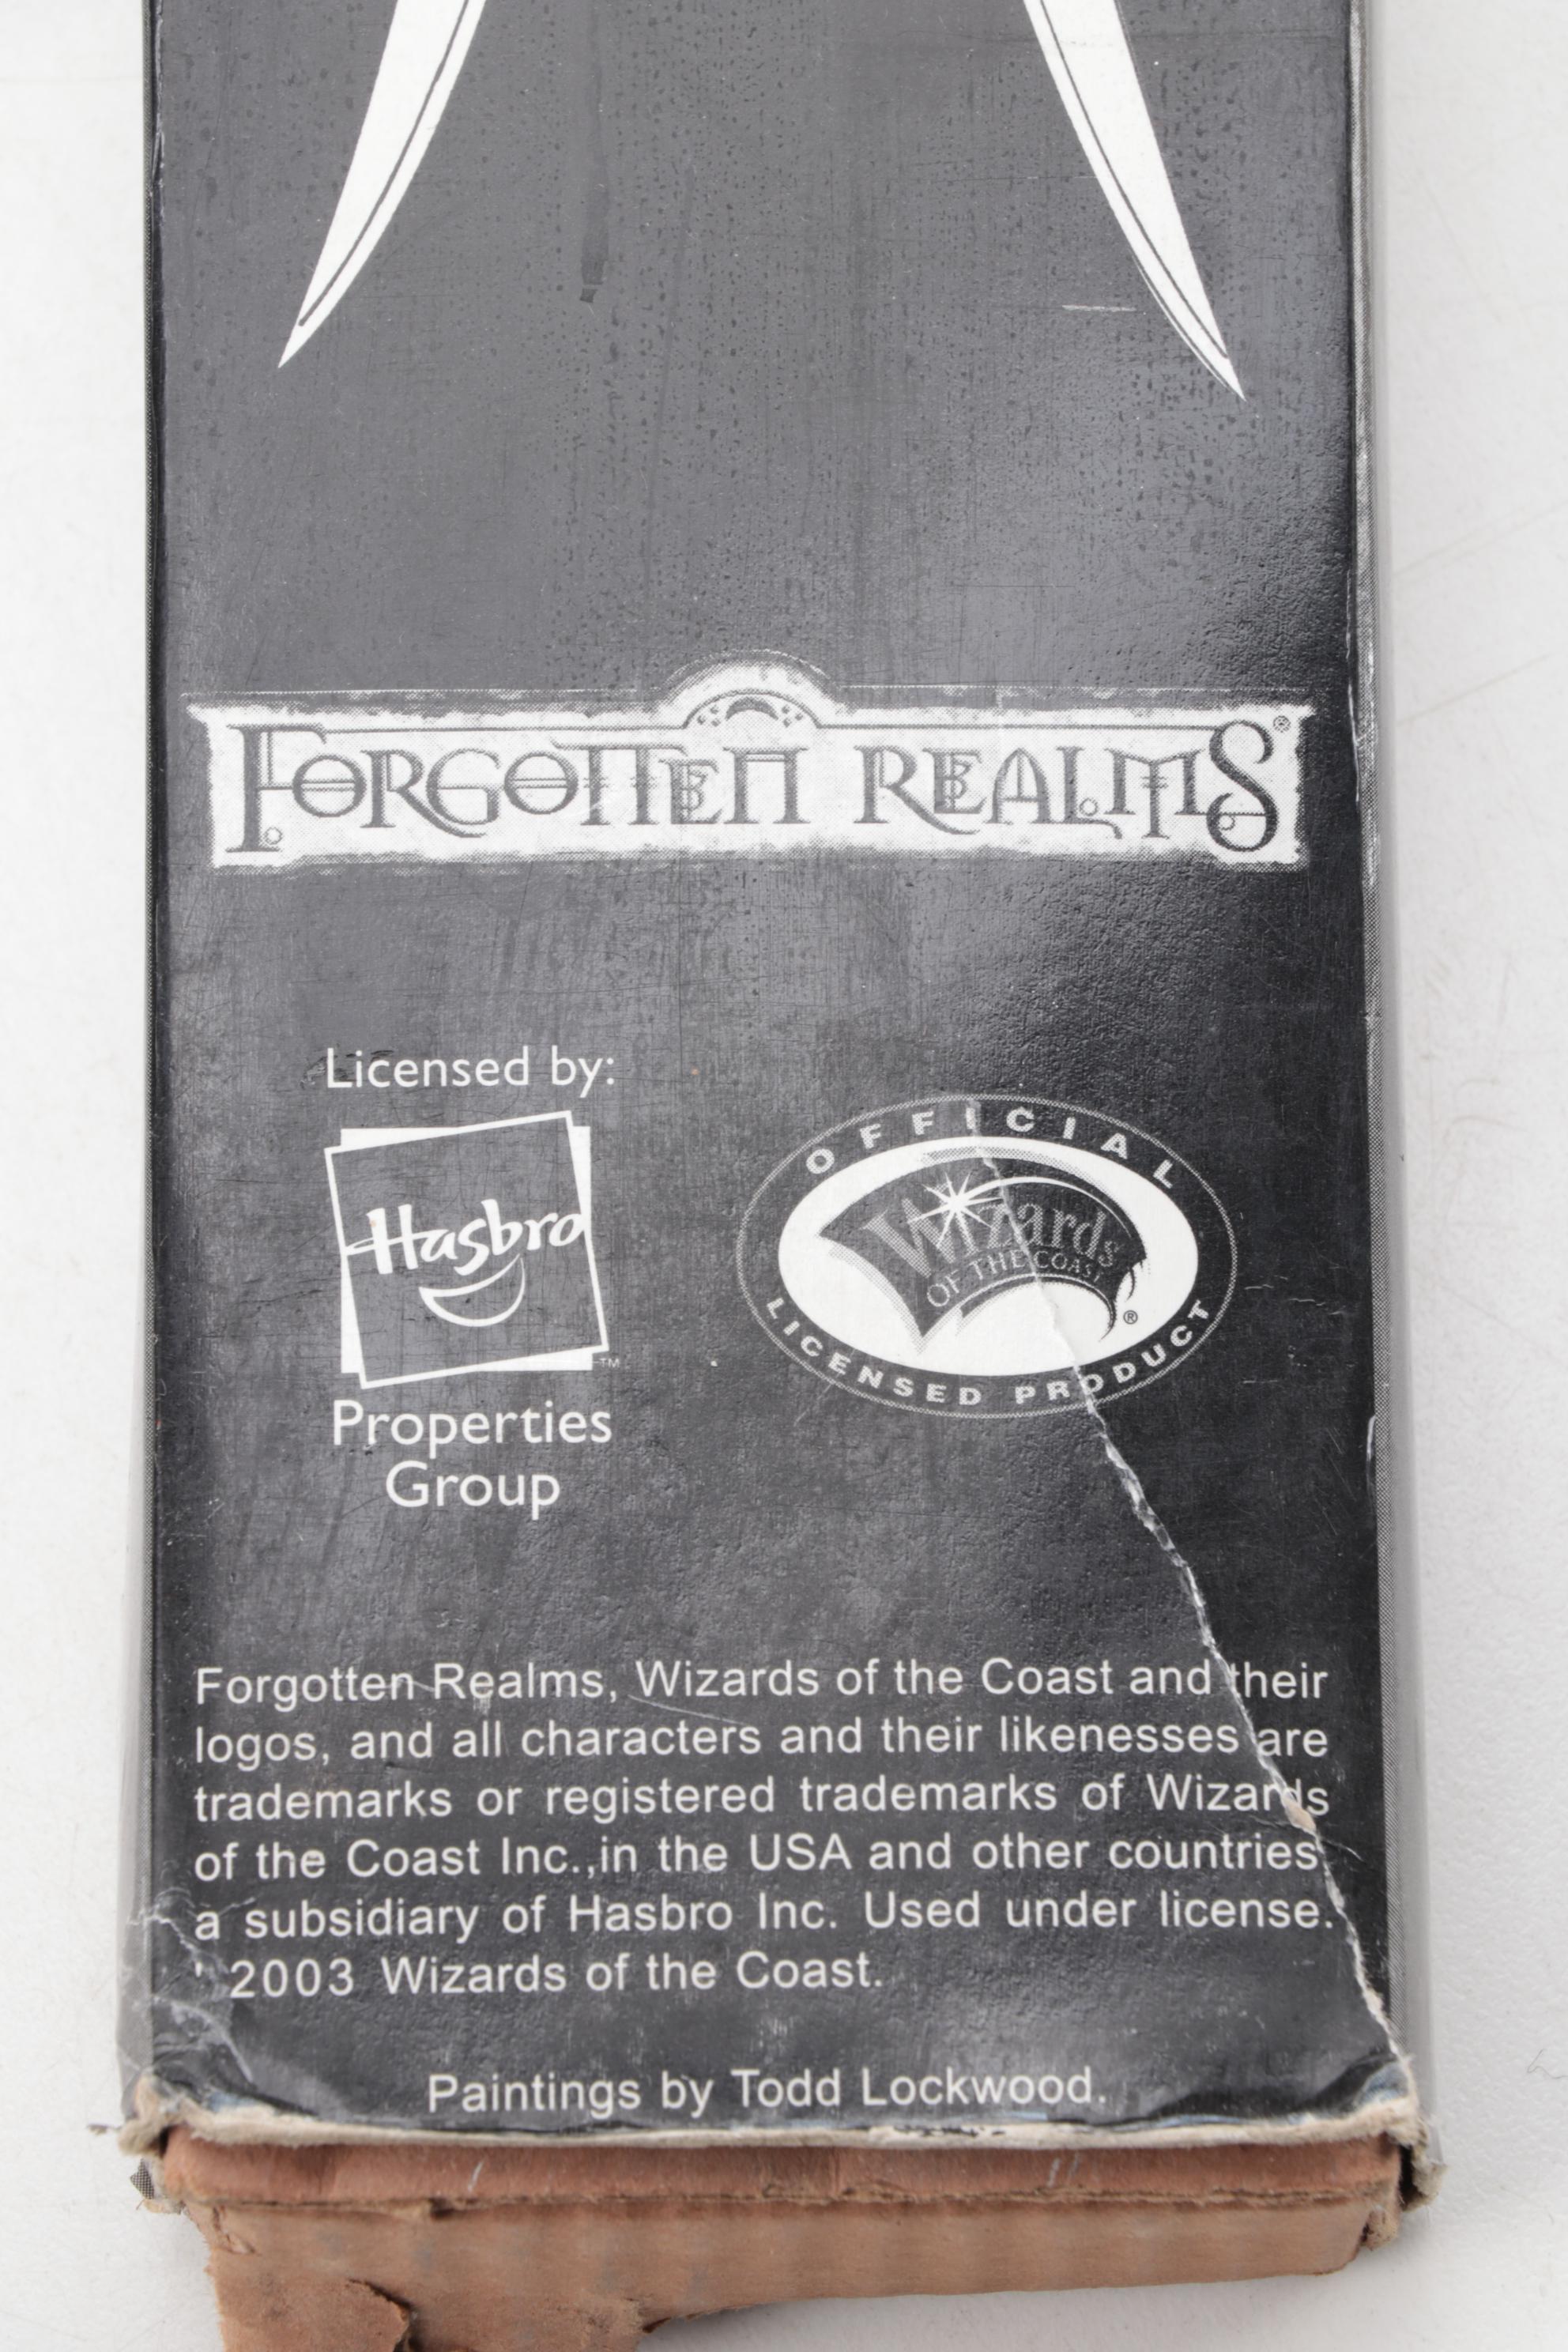 FORGOTTEN REALMS®
Licensed by:
Hasbro
™
Properties
Group
OFFICIAL
Wizards
OF THE COAST
®
LICENSED PRODUCT
Forgotten Realms, Wizards of the Coast and their
logos, and all characters and their likenesses are
trademarks or registered trademarks of Wizards
of the Coast Inc.,in the USA and other countries
a subsidiary of Hasbro Inc. Used under license.
' 2003 Wizards of the Coast.
Paintings by Todd Lockwood.